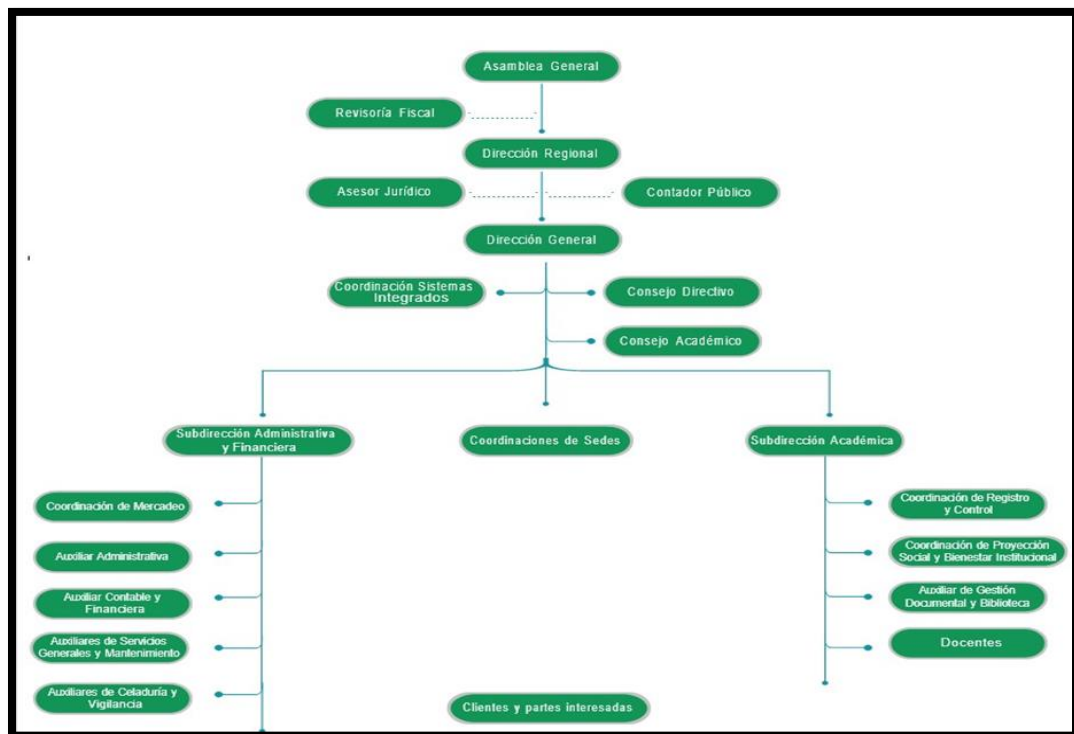 Asamblea General
Revisoría Fiscal
Dirección Regional
Asesor Jurídico
Contador Público
Dirección General
Coordinación Sistemas
Integrados
Consejo Directivo
Consejo Académico
Subdirección Administrativa
y Financiera
Coordinaciones de Sedes
Subdirección Académica
Coordinación de Mercadeo
Auxiliar Administrativa
Auxiliar Contable y
Financiera
Auxiliares de Servicios
Generales y Mantenimiento
Auxiliares de Celaduría y
Vigilancia
Coordinación de Registro
y Control
Coordinación de Proyección
Social y Bienestar Institucional
Auxiliar de Gestión
Documental y Biblioteca
Docentes
Clientes y partes interesadas